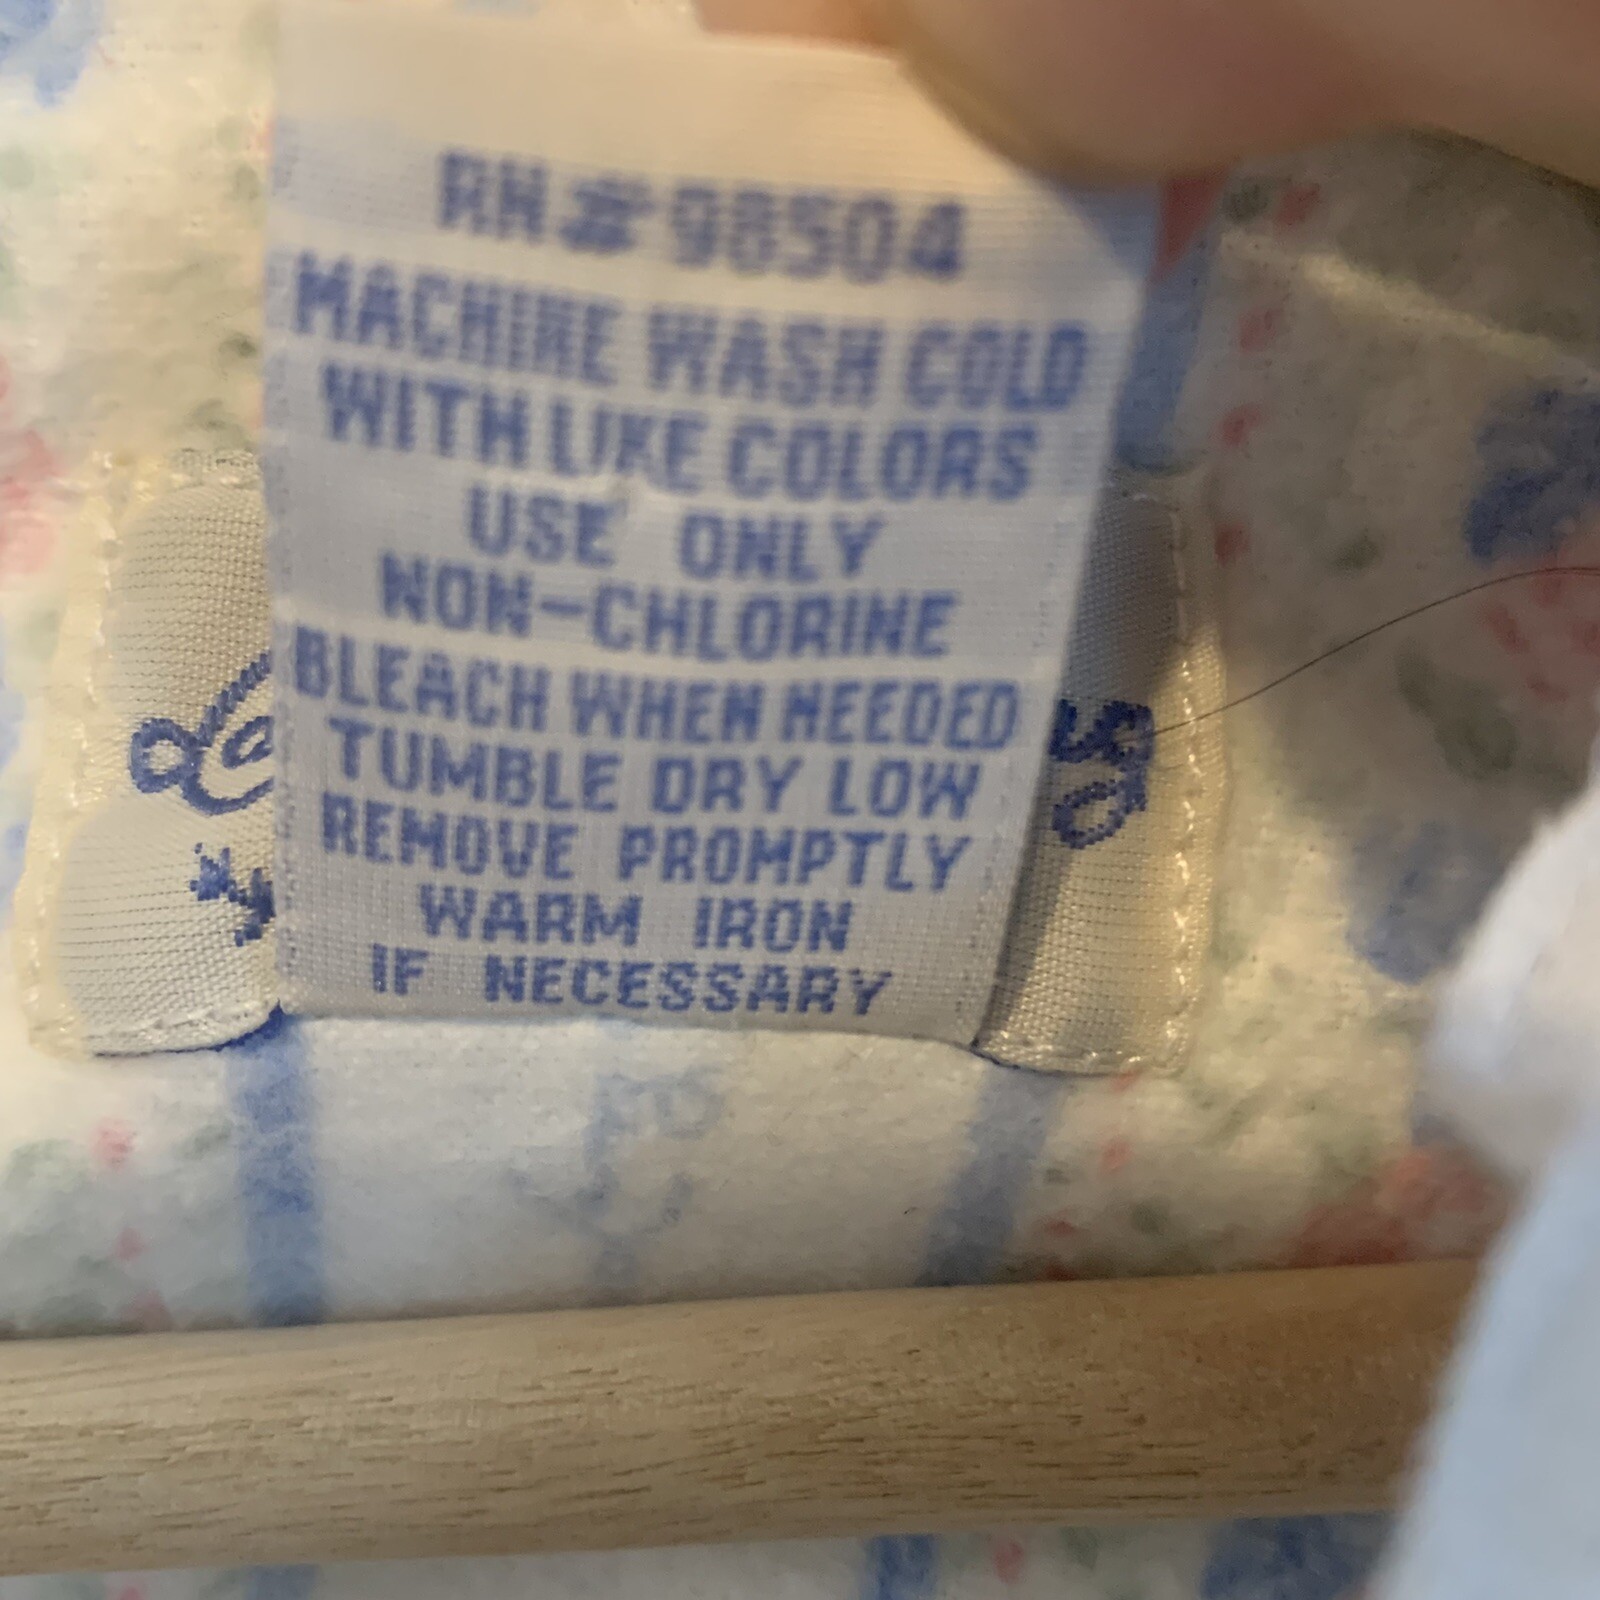 RN# 98504
MACHINE WASH COLD
WITH LIKE COLORS
USE ONLY
NON-CHLORINE
BLEACH WHEN NEEDED
TUMBLE DRY LOW
REMOVE PROMPTLY
WARM IRON
IF NECESSARY